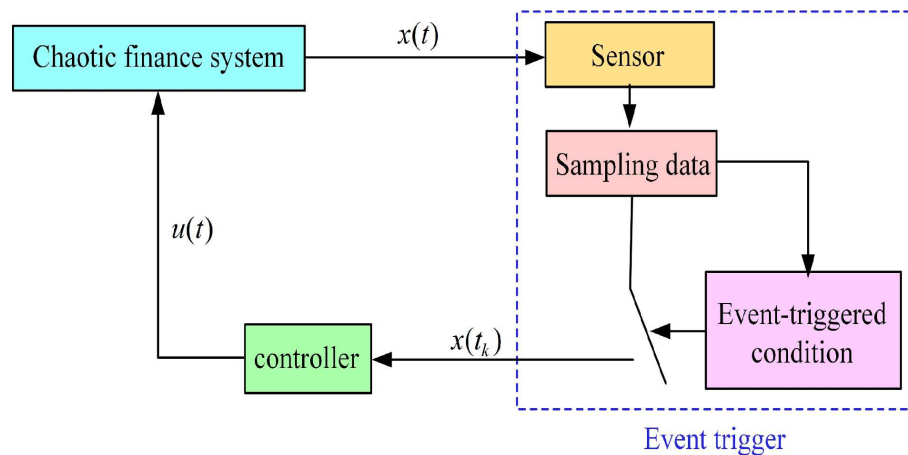 x(t)
Chaotic finance system
Sensor
Sampling data
u(t)
Event-triggered
condition
x(t_k)
controller
Event trigger